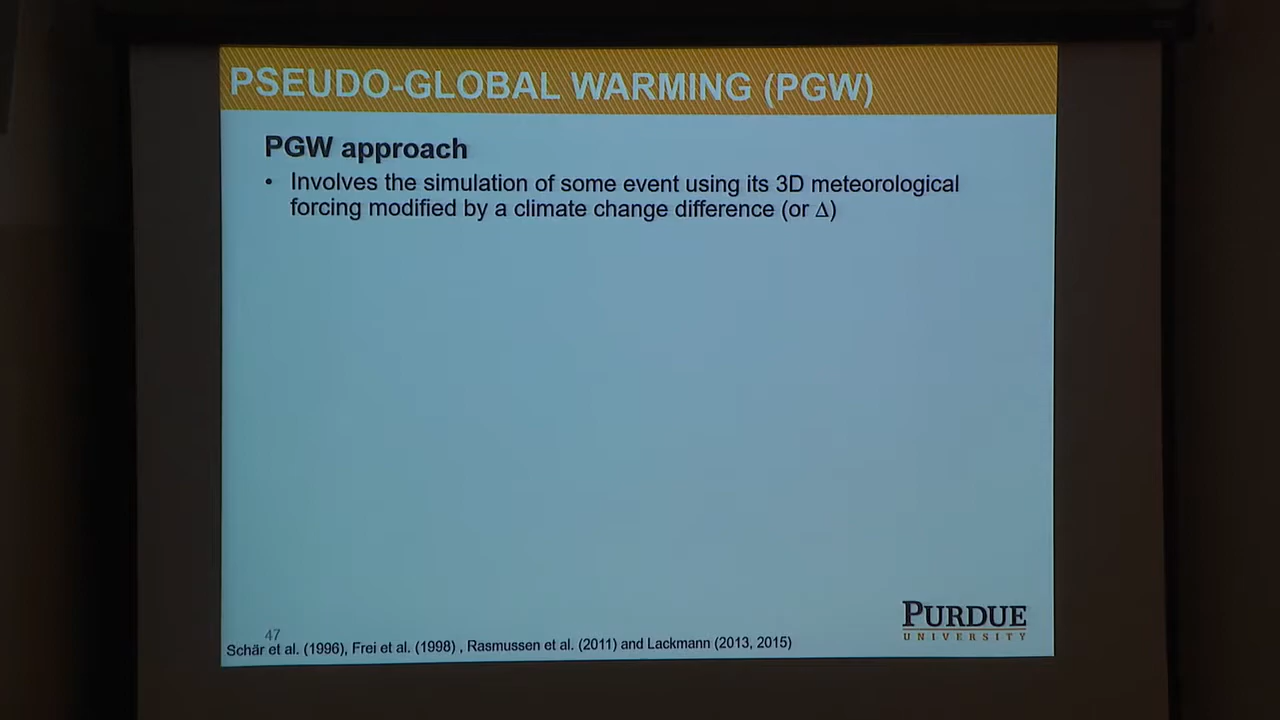 PSEUDO-GLOBAL WARMING (PGW)
PGW approach
• Involves the simulation of some event using its 3D meteorological
forcing modified by a climate change difference (or Δ)
PURDUE
UNIVERSITY
47
Schär et al. (1996), Frei et al. (1998) , Rasmussen et al. (2011) and Lackmann (2013, 2015)